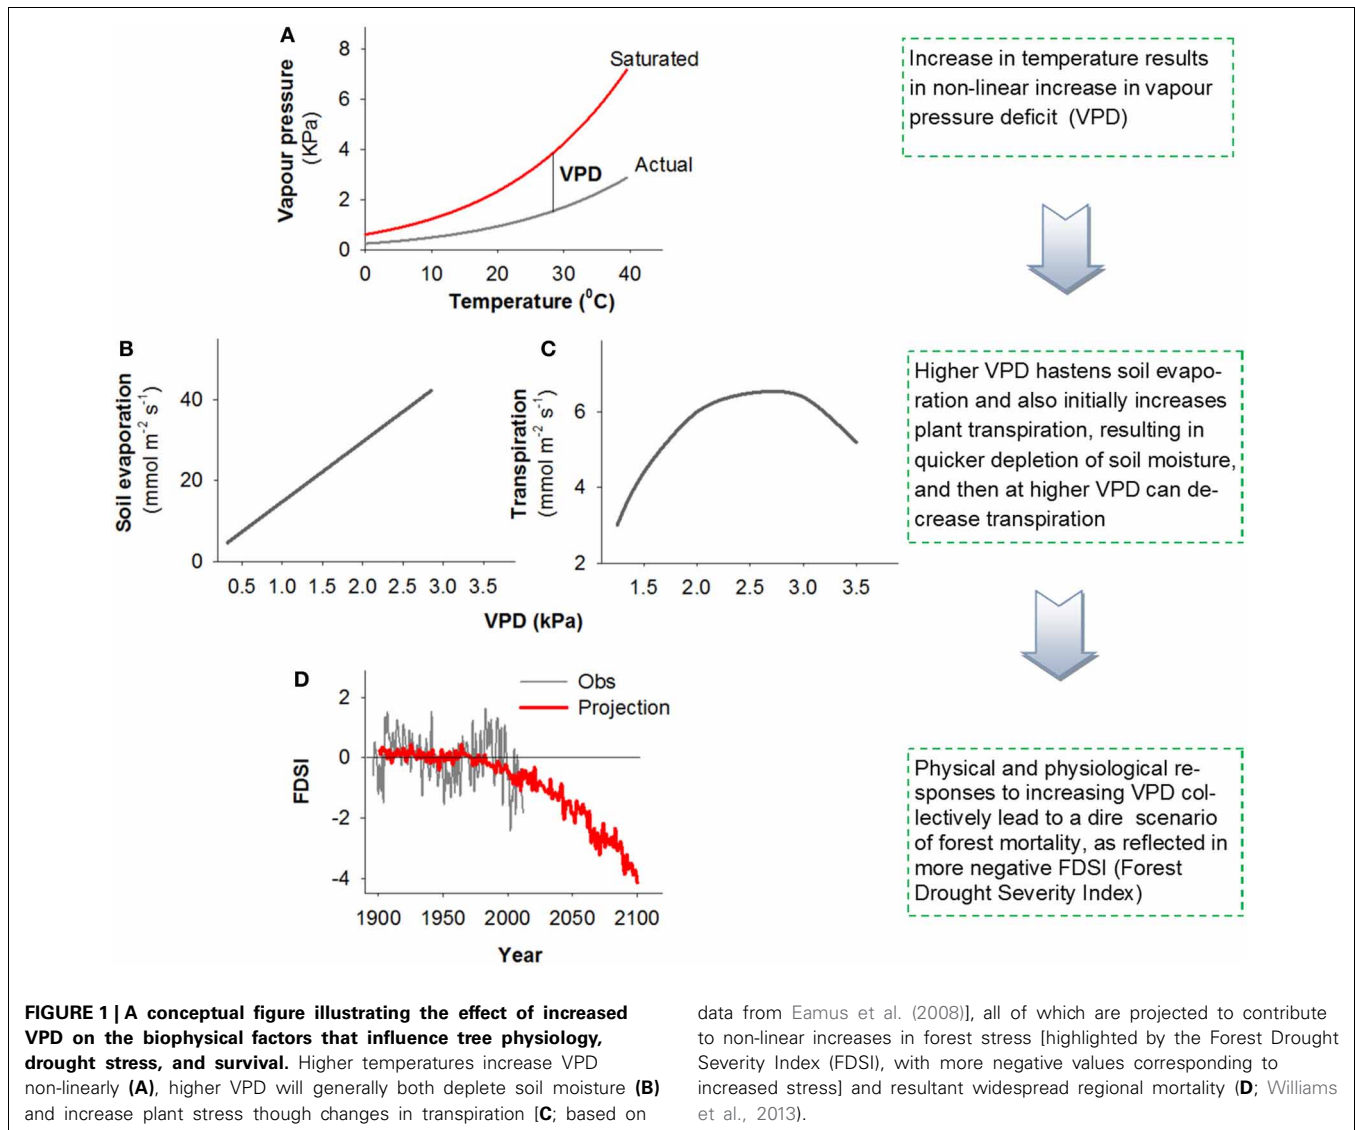 A
Vapour pressure
(KPa)
8
6
4
2
0
Saturated
VPD
Actual
0 10 20 30 40
Temperature (⁰C)
Increase in temperature results
in non-linear increase in vapour
pressure deficit (VPD)
B
Soil evaporation
(mmol m⁻² s⁻¹)
40
20
0
0.5 1.0 1.5 2.0 2.5 3.0 3.5
C
Transpiration
(mmol m⁻² s⁻¹)
6
4
2
1.5 2.0 2.5 3.0 3.5
VPD (kPa)
Higher VPD hastens soil evapo-
ration and also initially increases
plant transpiration, resulting in
quicker depletion of soil moisture,
and then at higher VPD can de-
crease transpiration
D
FDSI
2
0
-2
-4
Obs
Projection
1900 1950 2000 2050 2100
Year
Physical and physiological re-
sponses to increasing VPD col-
lectively lead to a dire scenario
of forest mortality, as reflected in
more negative FDSI (Forest
Drought Severity Index)
FIGURE 1 | A conceptual figure illustrating the effect of increased
VPD on the biophysical factors that influence tree physiology,
drought stress, and survival. Higher temperatures increase VPD
non-linearly (A), higher VPD will generally both deplete soil moisture (B)
and increase plant stress though changes in transpiration [C; based on
data from Eamus et al. (2008)], all of which are projected to contribute
to non-linear increases in forest stress [highlighted by the Forest Drought
Severity Index (FDSI), with more negative values corresponding to
increased stress] and resultant widespread regional mortality (D; Williams
et al., 2013).